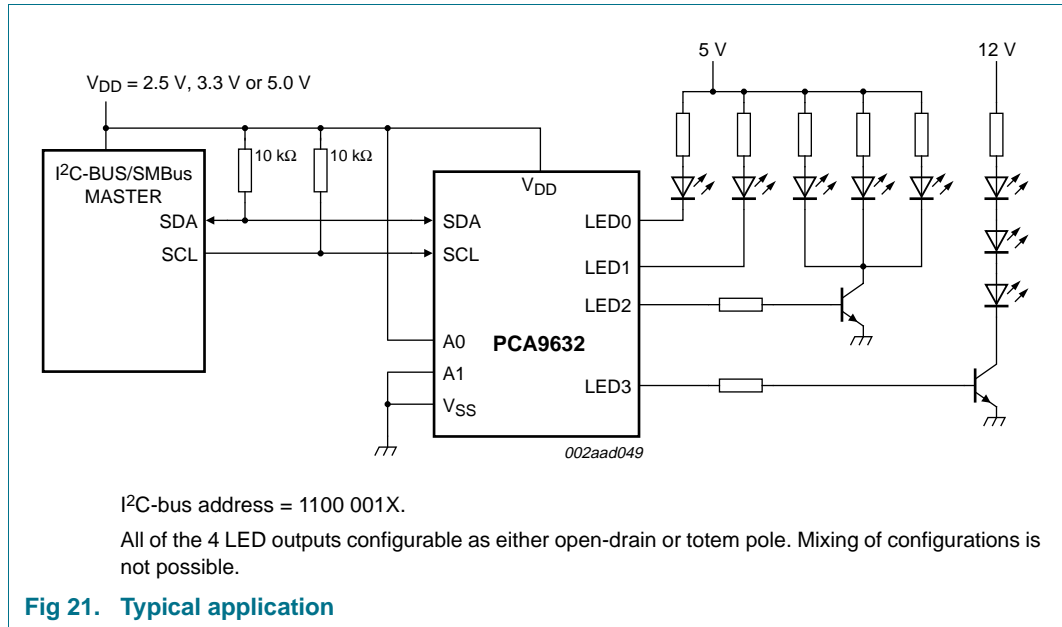 5 V
12 V
VDD = 2.5 V, 3.3 V or 5.0 V
10 kΩ
10 kΩ
I2C-BUS/SMBus
MASTER
SDA
SCL
VDD
SDA
SCL
A0
A1
VSS
PCA9632
LED0
LED1
LED2
LED3
002aad049
I2C-bus address = 1100 001X.
All of the 4 LED outputs configurable as either open-drain or totem pole. Mixing of configurations is
not possible.
Fig 21. Typical application